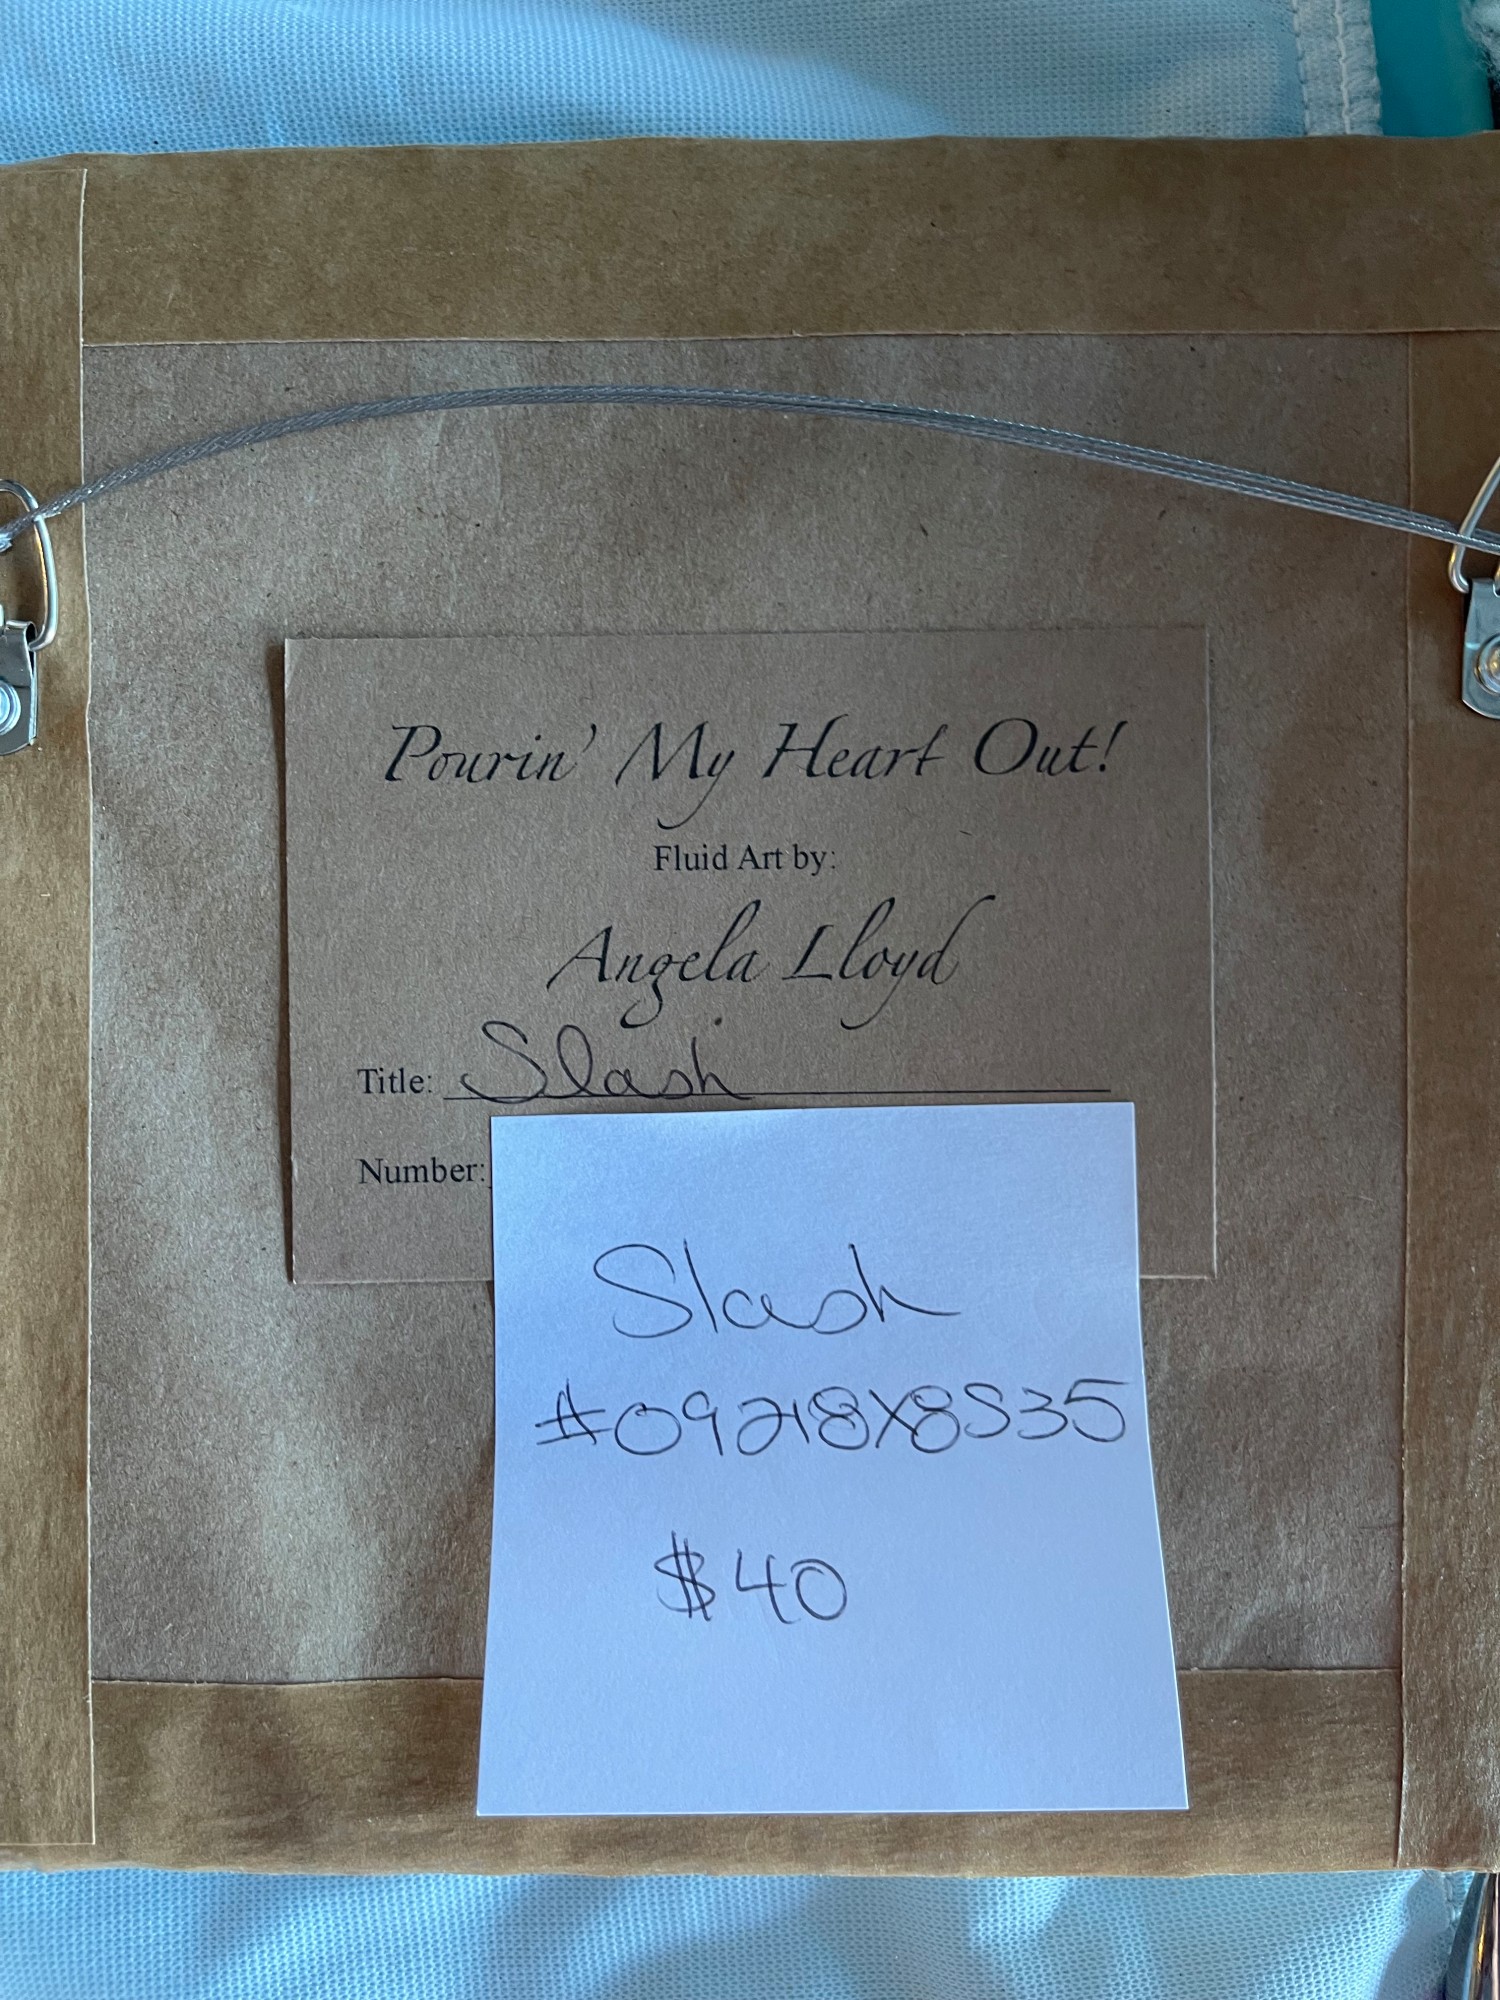 Pourin' My Heart Out!
Fluid Art by:
Angela Lloyd
Title: Slash
Number:
Slash
#09218X8S35
$40